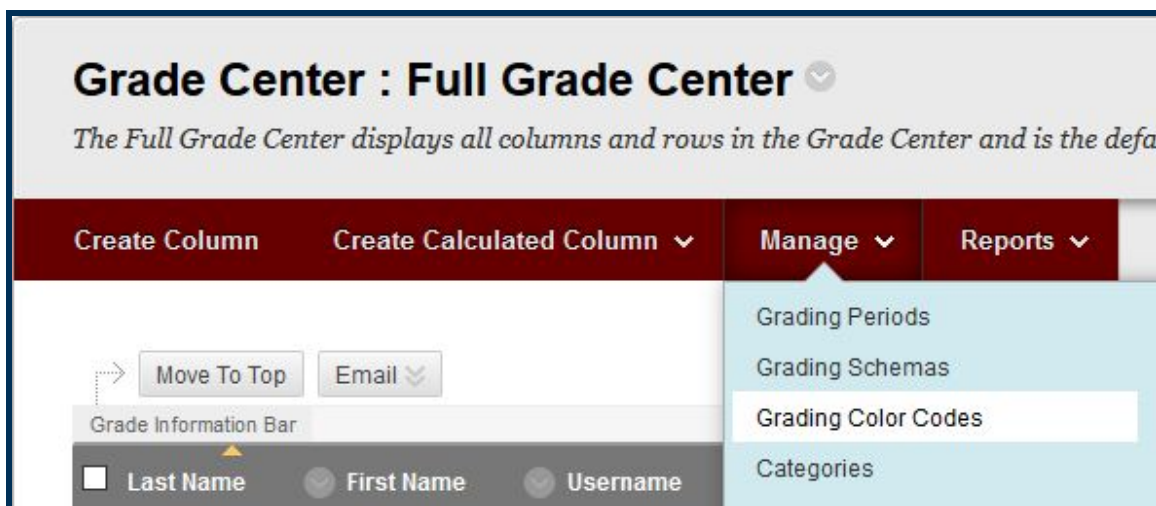 Grade Center : Full Grade Center
The Full Grade Center displays all columns and rows in the Grade Center and is the defa
Create Column Create Calculated Column Manage Reports
Grading Periods
Grading Schemas
Grading Color Codes
Categories
Move To Top Email
Grade Information Bar
Last Name First Name Username